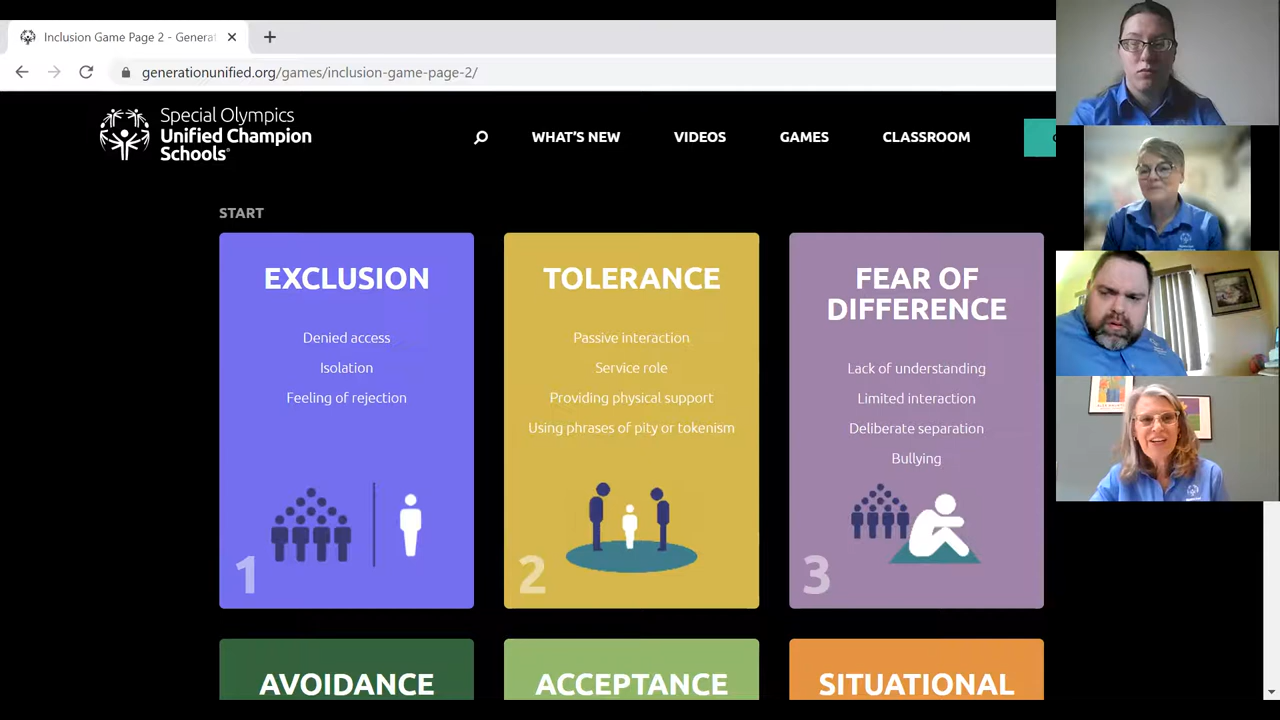 Inclusion Game Page 2 - Genera
generationunified.org/games/inclusion-game-page-2/
Special Olympics
Unified Champion
Schools®
WHAT'S NEW
VIDEOS
GAMES
CLASSROOM
START
EXCLUSION
Denied access
Isolation
Feeling of rejection
1
TOLERANCE
Passive interaction
Service role
Providing physical support
Using phrases of pity or tokenism
2
FEAR OF
DIFFERENCE
Lack of understanding
Limited interaction
Deliberate separation
Bullying
3
AVOIDANCE
ACCEPTANCE
SITUATIONAL